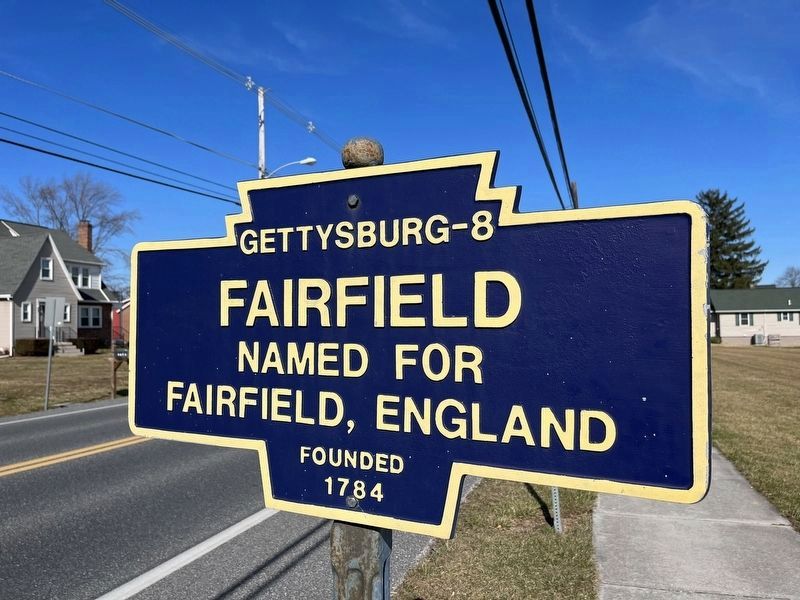 GETTYSBURG-8
FAIRFIELD
NAMED FOR
FAIRFIELD, ENGLAND
FOUNDED
1784